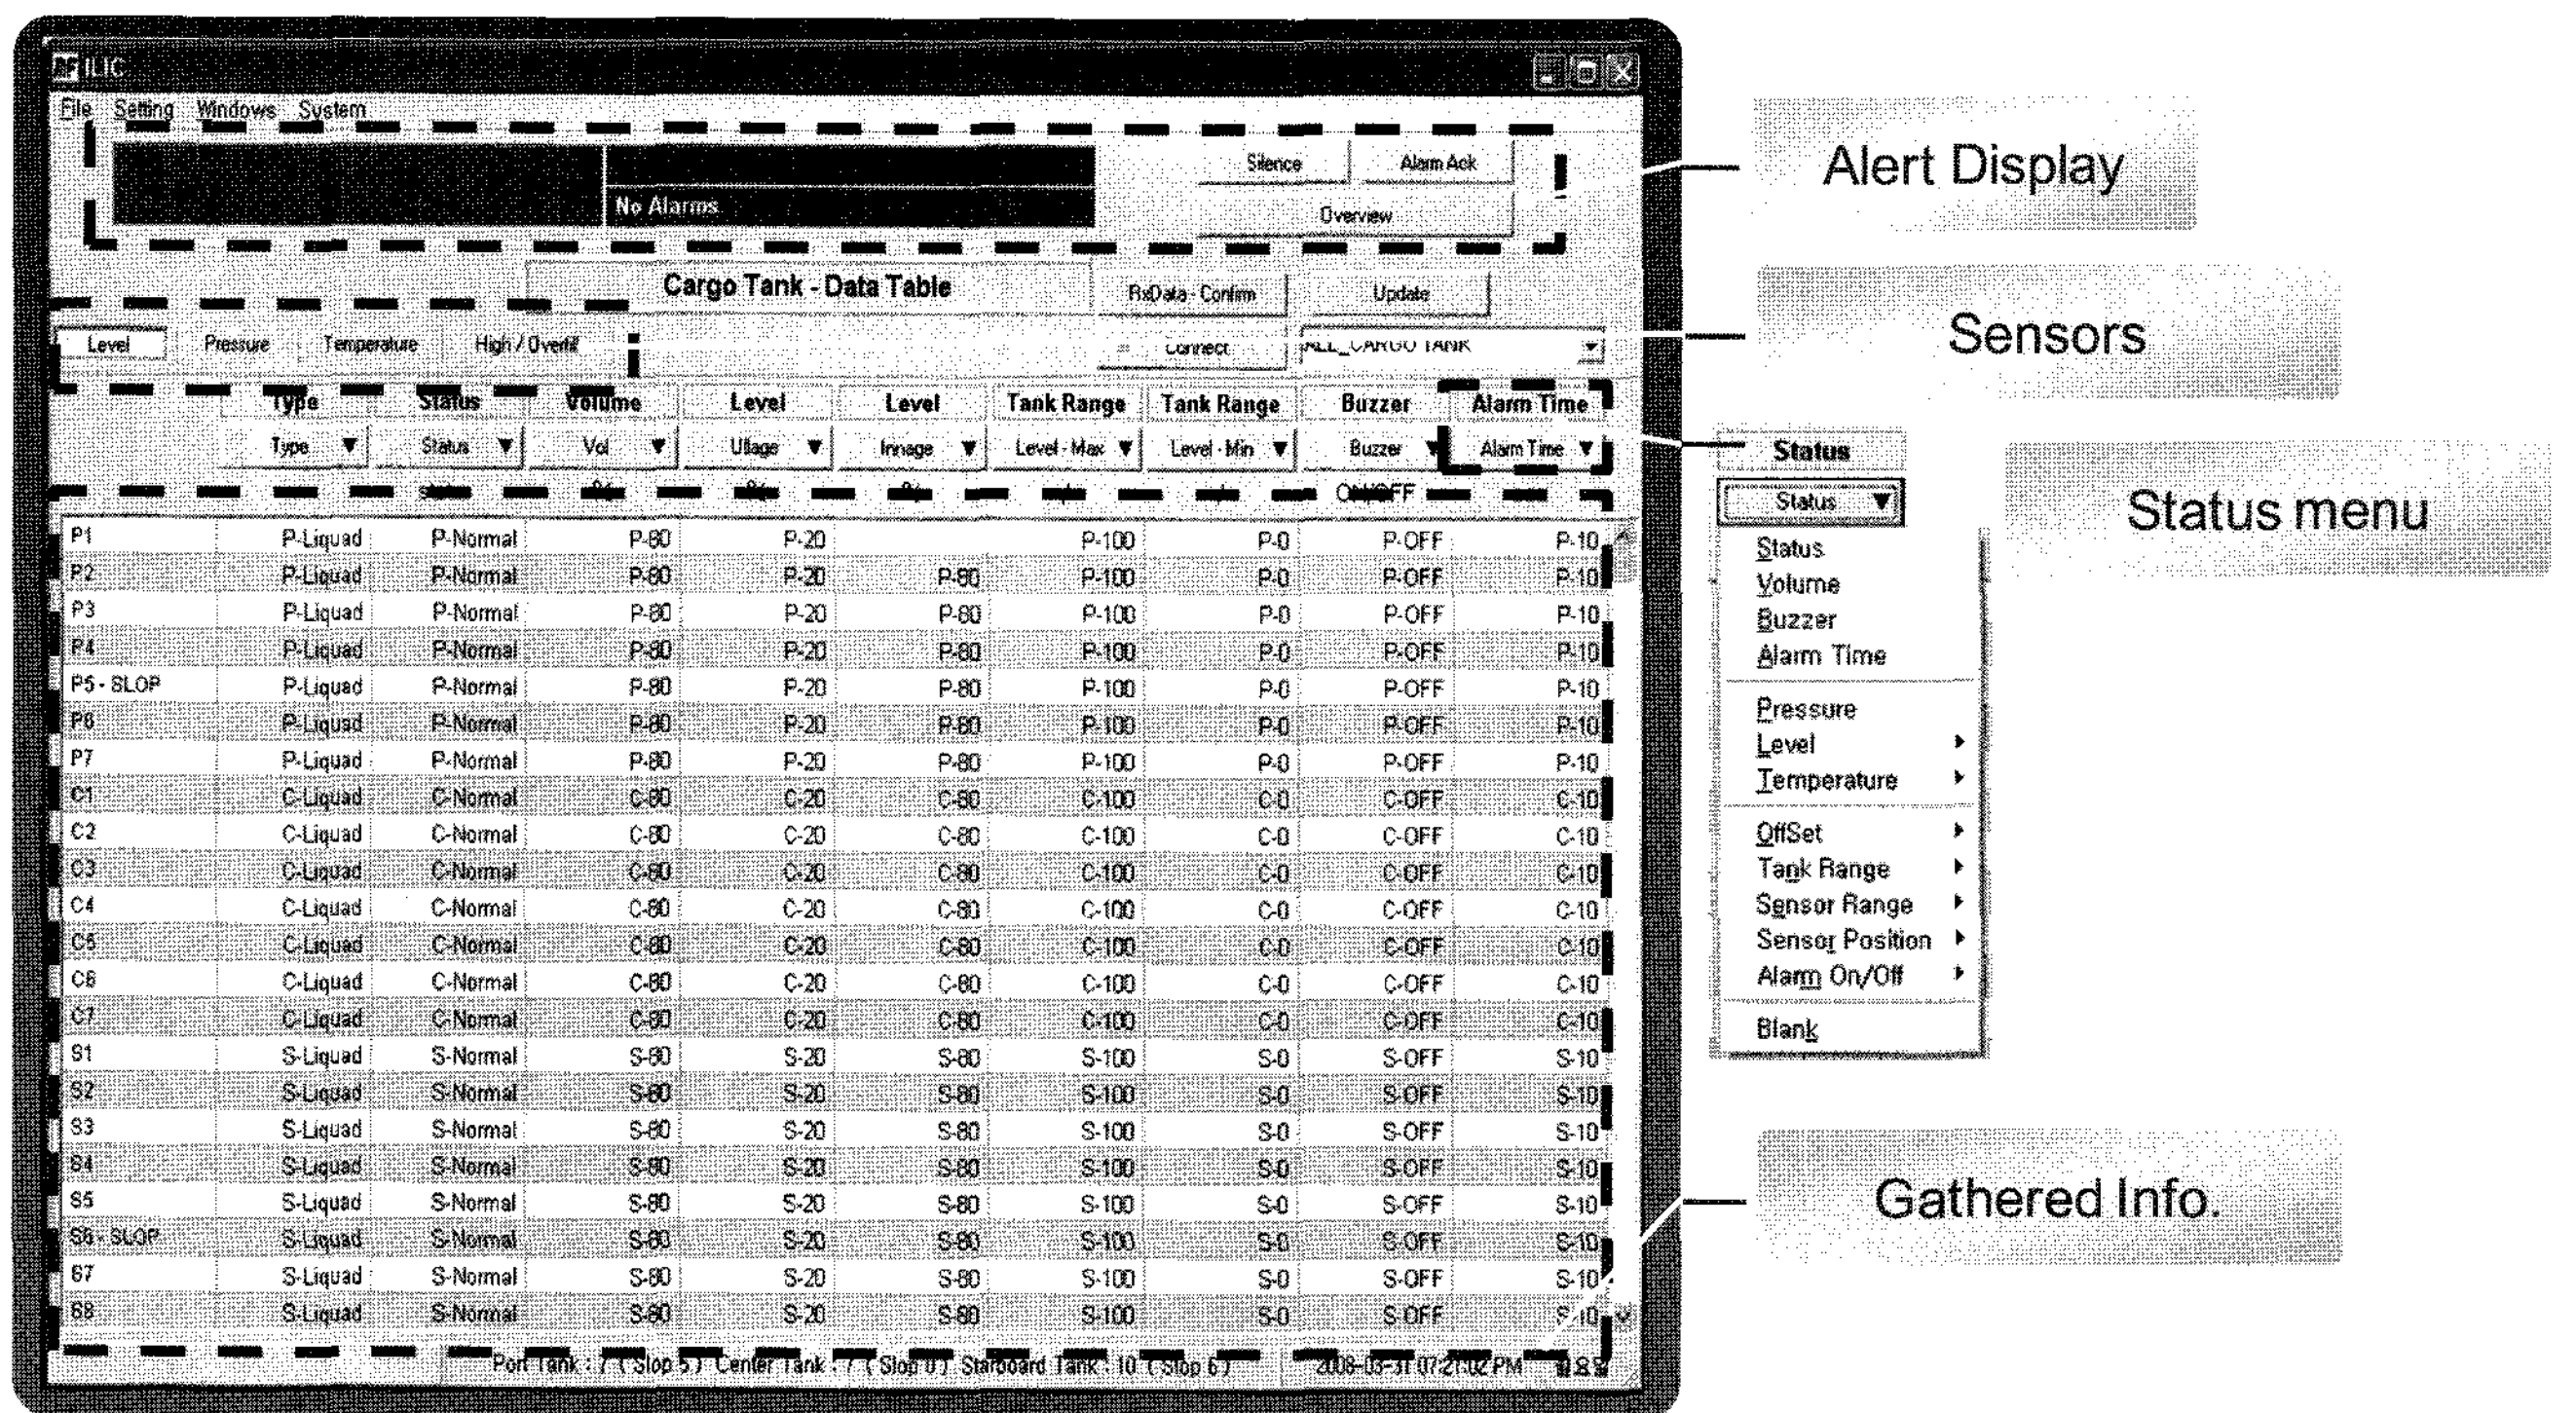 ILIC
File Setting Windows System
Silence Alarm Ack
No Alarms
Overview
Alert Display
Cargo Tank - Data Table RxData - Confirm Update
Sensors
Level Pressure Temperature High / Overfill Connect ALL_CARGO TANK
Type Status Volume Level Level Tank Range Tank Range Buzzer Alarm Time
Type Status Vol Ullage Innage Level - Max Level - Min Buzzer Alarm Time
ON/OFF
P1 P-Liquad P-Normal P-80 P-20 P-100 P-0 P-OFF P-10
P2 P-Liquad P-Normal P-80 P-20 P-80 P-100 P-0 P-OFF P-10
P3 P-Liquad P-Normal P-80 P-20 P-80 P-100 P-0 P-OFF P-10
P4 P-Liquad P-Normal P-80 P-20 P-80 P-100 P-0 P-OFF P-10
P5 - SLOP P-Liquad P-Normal P-80 P-20 P-80 P-100 P-0 P-OFF P-10
P6 P-Liquad P-Normal P-80 P-20 P-80 P-100 P-0 P-OFF P-10
P7 P-Liquad P-Normal P-80 P-20 P-80 P-100 P-0 P-OFF P-10
C1 C-Liquad C-Normal C-80 C-20 C-80 C-100 C-0 C-OFF C-10
C2 C-Liquad C-Normal C-80 C-20 C-80 C-100 C-0 C-OFF C-10
C3 C-Liquad C-Normal C-80 C-20 C-80 C-100 C-0 C-OFF C-10
C4 C-Liquad C-Normal C-80 C-20 C-80 C-100 C-0 C-OFF C-10
C5 C-Liquad C-Normal C-80 C-20 C-80 C-100 C-0 C-OFF C-10
C6 C-Liquad C-Normal C-80 C-20 C-80 C-100 C-0 C-OFF C-10
C7 C-Liquad C-Normal C-80 C-20 C-80 C-100 C-0 C-OFF C-10
S1 S-Liquad S-Normal S-80 S-20 S-80 S-100 S-0 S-OFF S-10
S2 S-Liquad S-Normal S-80 S-20 S-80 S-100 S-0 S-OFF S-10
S3 S-Liquad S-Normal S-80 S-20 S-80 S-100 S-0 S-OFF S-10
S4 S-Liquad S-Normal S-80 S-20 S-80 S-100 S-0 S-OFF S-10
S5 S-Liquad S-Normal S-80 S-20 S-80 S-100 S-0 S-OFF S-10
S6 - SLOP S-Liquad S-Normal S-80 S-20 S-80 S-100 S-0 S-OFF S-10
S7 S-Liquad S-Normal S-80 S-20 S-80 S-100 S-0 S-OFF S-10
S8 S-Liquad S-Normal S-80 S-20 S-80 S-100 S-0 S-OFF S-10
Port Tank : 7 ( Slop 5 ) Center Tank : 7 ( Slop 0 ) Starboard Tank : 10 ( Slop 6 ) 2008-03-31 07:21:02 PM
Status
Status
Status menu
Status
Volume
Buzzer
Alarm Time
Pressure
Level
Temperature
OffSet
Tank Range
Sensor Range
Sensor Position
Alarm On/Off
Blank
Gathered Info.